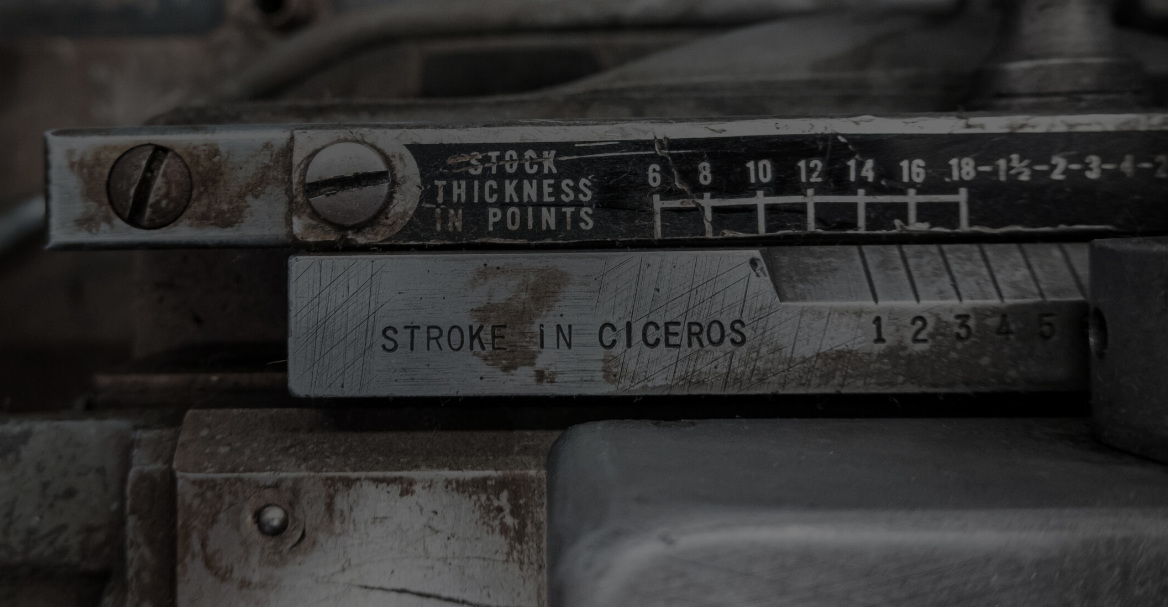 STOCK
THICKNESS
IN POINTS
6 8 10 12 14 16 18-1½-2-3-4-2
STROKE IN CICEROS
1 2 3 4 5